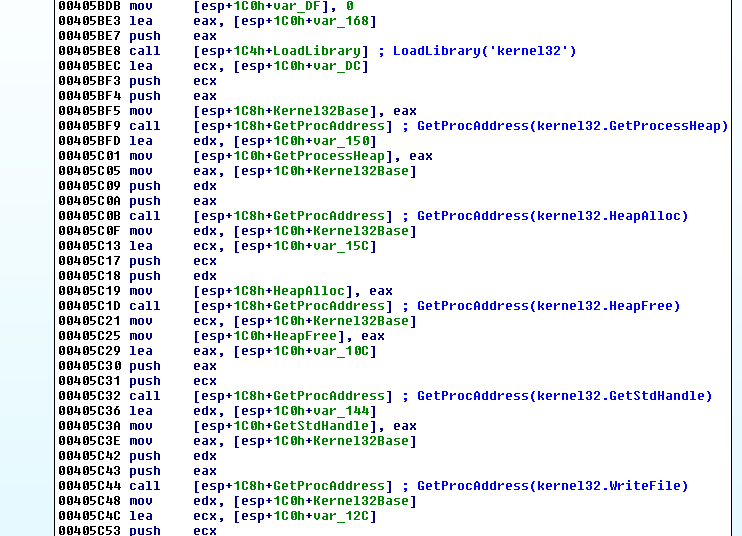 00405BDB mov [esp+1C0h+var_DF], 0
00405BE3 lea eax, [esp+1C0h+var_168]
00405BE7 push eax
00405BE8 call [esp+1C4h+LoadLibrary] ; LoadLibrary('kernel32')
00405BEC lea ecx, [esp+1C0h+var_DC]
00405BF3 push ecx
00405BF4 push eax
00405BF5 mov [esp+1C8h+Kernel32Base], eax
00405BF9 call [esp+1C8h+GetProcAddress] ; GetProcAddress(kernel32.GetProcessHeap)
00405BFD lea edx, [esp+1C0h+var_150]
00405C01 mov [esp+1C0h+GetProcessHeap], eax
00405C05 mov eax, [esp+1C0h+Kernel32Base]
00405C09 push edx
00405C0A push eax
00405C0B call [esp+1C8h+GetProcAddress] ; GetProcAddress(kernel32.HeapAlloc)
00405C0F mov edx, [esp+1C0h+Kernel32Base]
00405C13 lea ecx, [esp+1C0h+var_15C]
00405C17 push ecx
00405C18 push edx
00405C19 mov [esp+1C8h+HeapAlloc], eax
00405C1D call [esp+1C8h+GetProcAddress] ; GetProcAddress(kernel32.HeapFree)
00405C21 mov ecx, [esp+1C0h+Kernel32Base]
00405C25 mov [esp+1C0h+HeapFree], eax
00405C29 lea eax, [esp+1C0h+var_10C]
00405C30 push eax
00405C31 push ecx
00405C32 call [esp+1C8h+GetProcAddress] ; GetProcAddress(kernel32.GetStdHandle)
00405C36 lea edx, [esp+1C0h+var_144]
00405C3A mov [esp+1C0h+GetStdHandle], eax
00405C3E mov eax, [esp+1C0h+Kernel32Base]
00405C42 push edx
00405C43 push eax
00405C44 call [esp+1C8h+GetProcAddress] ; GetProcAddress(kernel32.WriteFile)
00405C48 mov edx, [esp+1C0h+Kernel32Base]
00405C4C lea ecx, [esp+1C0h+var_12C]
00405C53 push ecx